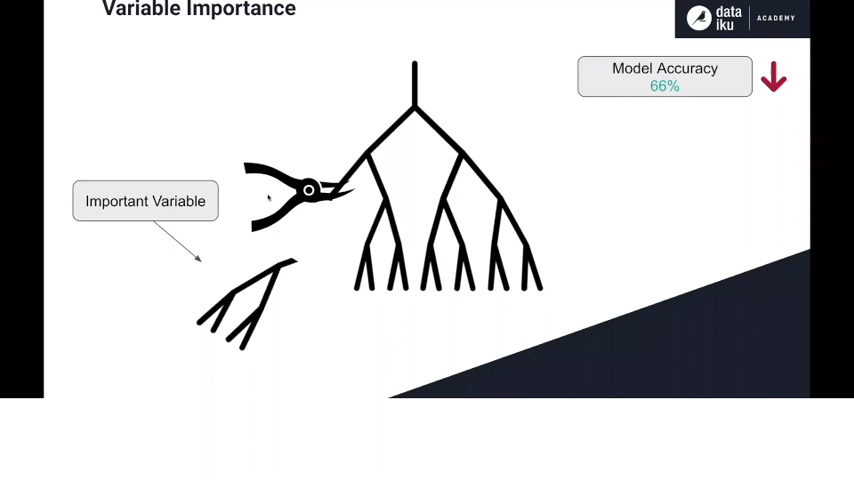 Variable Importance
data
iku
ACADEMY
Model Accuracy
66%
Important Variable